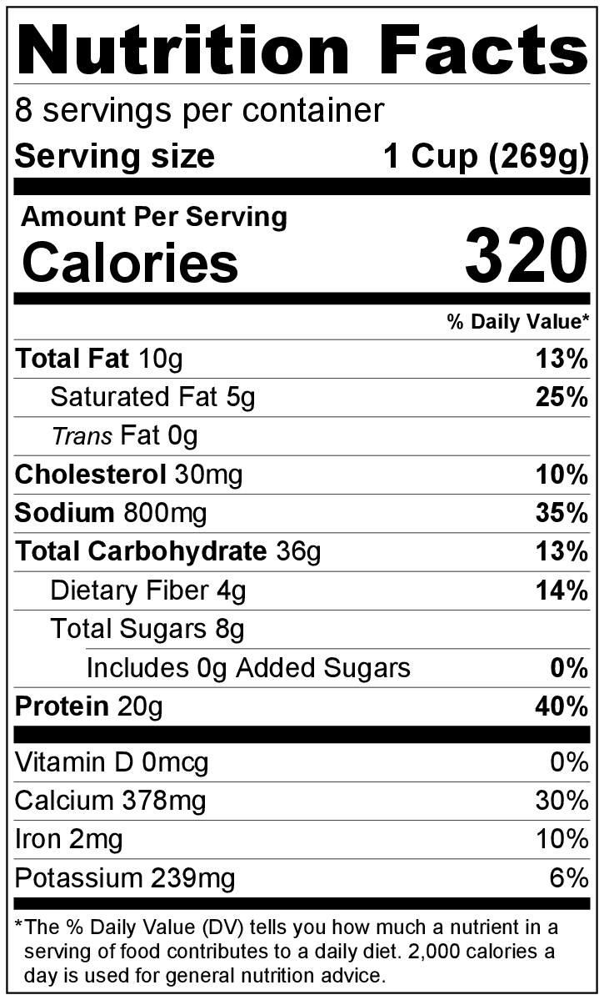 Nutrition Facts
8 servings per container
Serving size 1 Cup (269g)
Amount Per Serving
Calories 320
% Daily Value*
Total Fat 10g 13%
Saturated Fat 5g 25%
Trans Fat 0g
Cholesterol 30mg 10%
Sodium 800mg 35%
Total Carbohydrate 36g 13%
Dietary Fiber 4g 14%
Total Sugars 8g
Includes 0g Added Sugars 0%
Protein 20g 40%
Vitamin D 0mcg 0%
Calcium 378mg 30%
Iron 2mg 10%
Potassium 239mg 6%
*The % Daily Value (DV) tells you how much a nutrient in a
serving of food contributes to a daily diet. 2,000 calories a
day is used for general nutrition advice.